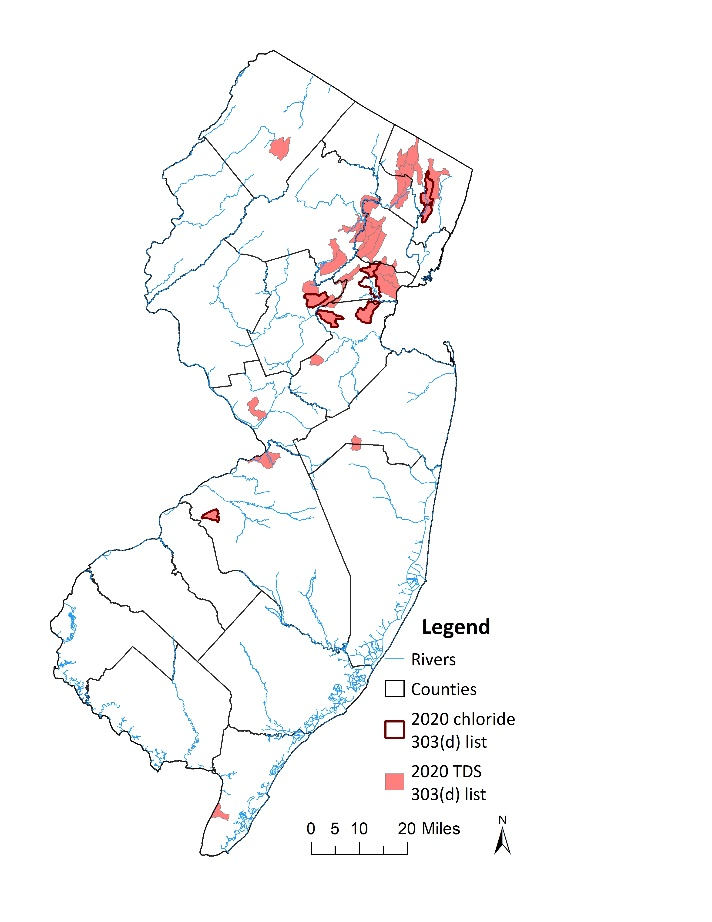 Legend
Rivers
Counties
2020 chloride
303(d) list
2020 TDS
303(d) list
0 5 10 20 Miles
N